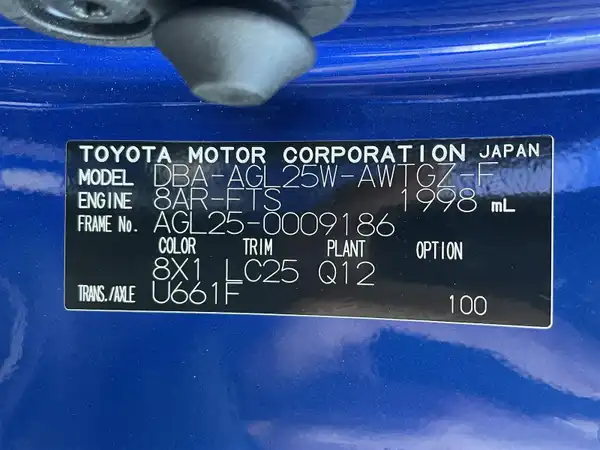 TOYOTA MOTOR CORPORATION JAPAN
MODEL DBA-AGL25W-AWTGZ-F
ENGINE 8AR-FTS 1998 mL
FRAME No. AGL25-0009186
COLOR TRIM PLANT OPTION
8X1 LC25 Q12
TRANS./AXLE U661F
100